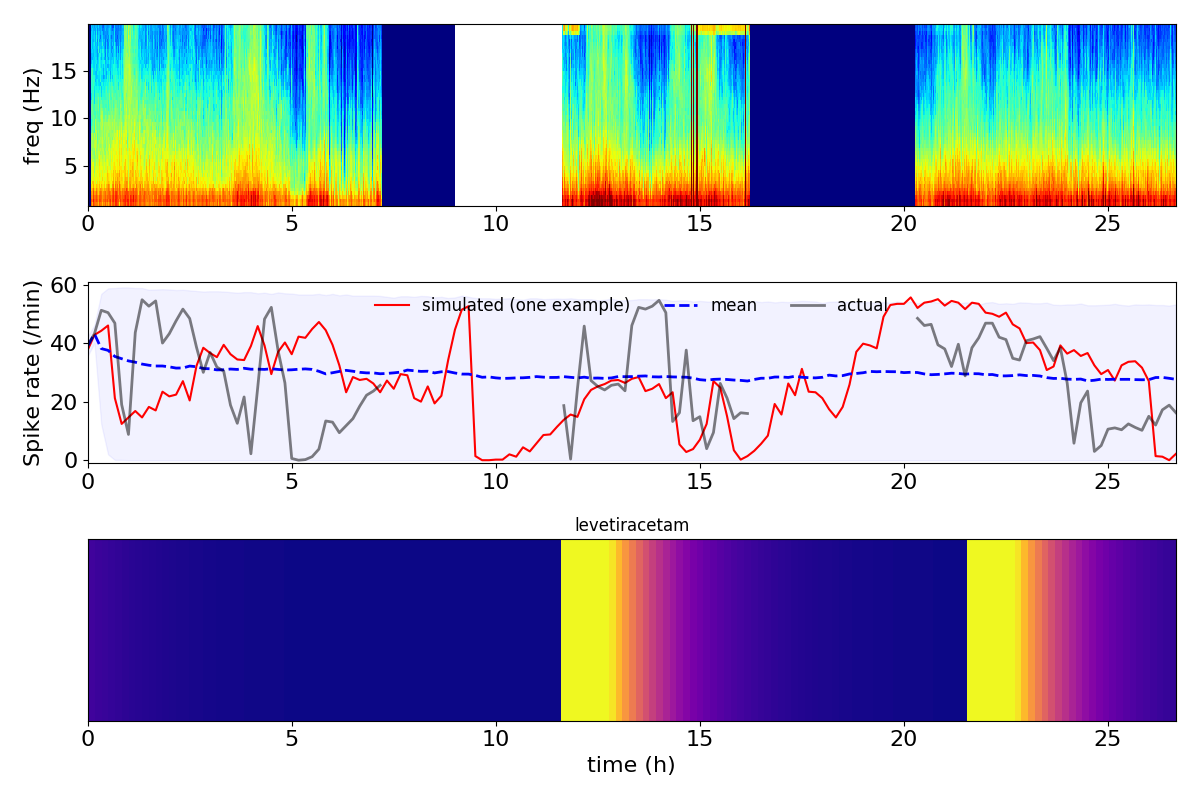 freq (Hz)
15
10
5
0 5 10 15 20 25
Spike rate (/min)
60
40
20
0
simulated (one example) mean actual
0 5 10 15 20 25
levetiracetam
0 5 10 15 20 25
time (h)